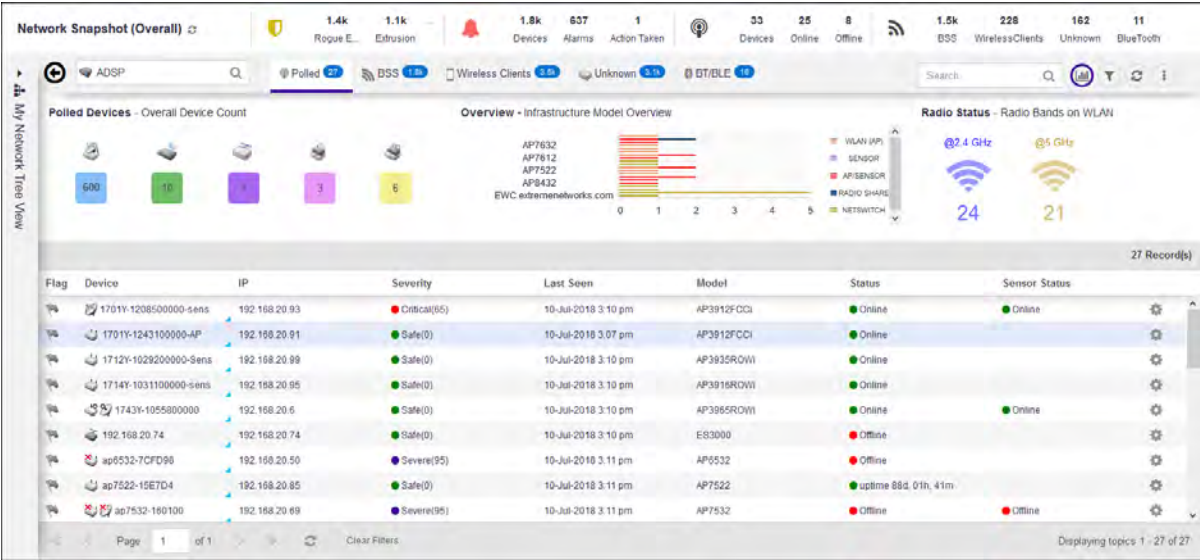 Network Snapshot (Overall)
1.4k 1.1k ... 1.8k 637 1 33 25 8 1.5k 228 162 11
Rogue E... Extrusion Devices Alarms Action Taken Devices Online Offline BSS WirelessClients Unknown BlueTooth
ADSP Polled 27 BSS 1.8k Wireless Clients 3.5k Unknown 3.1k BT/BLE 16 Search
My Network Tree View
Polled Devices - Overall Device Count
600 10 3 6
Overview - Infrastructure Model Overview
AP7632
AP7612
AP7522
AP8432
EWC.extremenetworks.com
0 1 2 3 4 5
WLAN (AP)
SENSOR
AP/SENSOR
RADIO SHARE
NETSWITCH
Radio Status - Radio Bands on WLAN
@2.4 GHz @5 GHz
24 21
27 Record(s)
Flag Device IP Severity Last Seen Model Status Sensor Status
1701Y-1208500000-sens 192.168.20.93 Critical(65) 10-Jul-2018 3:10 pm AP3912FCCi Online Online
1701Y-1243100000-AP 192.168.20.91 Safe(0) 10-Jul-2018 3:07 pm AP3912FCCi Online
1712Y-1029200000-Sens 192.168.20.99 Safe(0) 10-Jul-2018 3:10 pm AP3935ROWi Online
1714Y-1031100000-sens 192.168.20.95 Safe(0) 10-Jul-2018 3:10 pm AP3916ROWi Online
1743Y-1055800000 192.168.20.6 Safe(0) 10-Jul-2018 3:10 pm AP3965ROWi Online Online
192.168.20.74 192.168.20.74 Safe(0) 10-Jul-2018 3:10 pm ES3000 Offline
ap6532-7CFD98 192.168.20.50 Severe(95) 10-Jul-2018 3:11 pm AP6532 Offline
ap7522-15E7D4 192.168.20.85 Safe(0) 10-Jul-2018 3:11 pm AP7522 uptime 88d, 01h, 41m
ap7532-160100 192.168.20.69 Severe(95) 10-Jul-2018 3:11 pm AP7532 Offline Offline
Page 1 of 1 Clear Filters Displaying topics 1 - 27 of 27